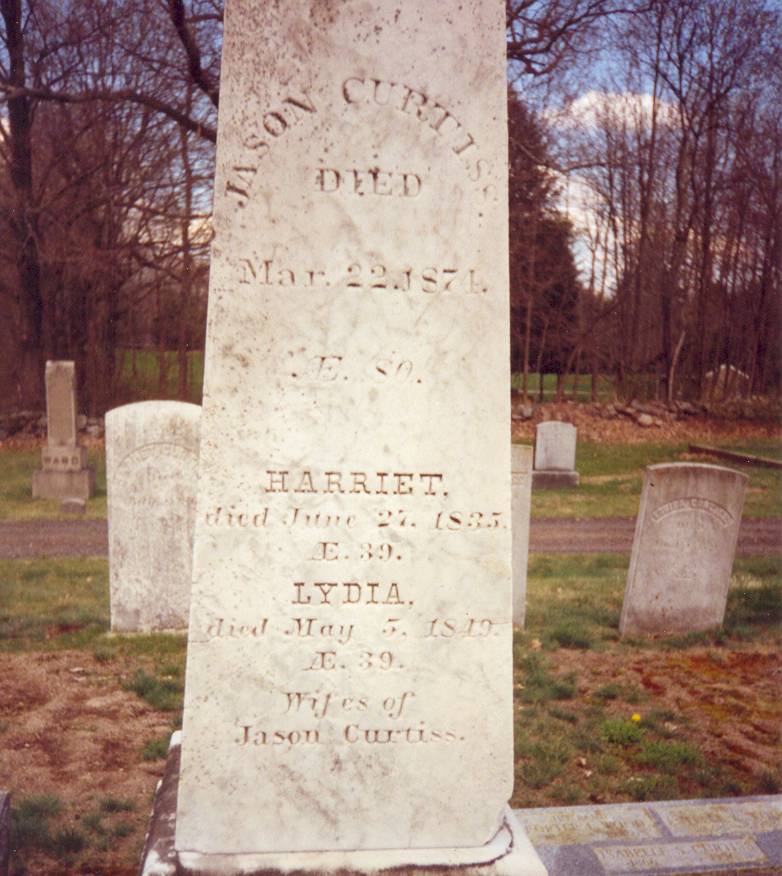 JASON CURTISS
DIED
Mar. 22. 1874.
Æ. 80.
HARRIET,
died June 27, 1835.
Æ. 39.
LYDIA,
died May 5, 1849.
Æ. 39.
Wifes of
Jason Curtiss.
WARD